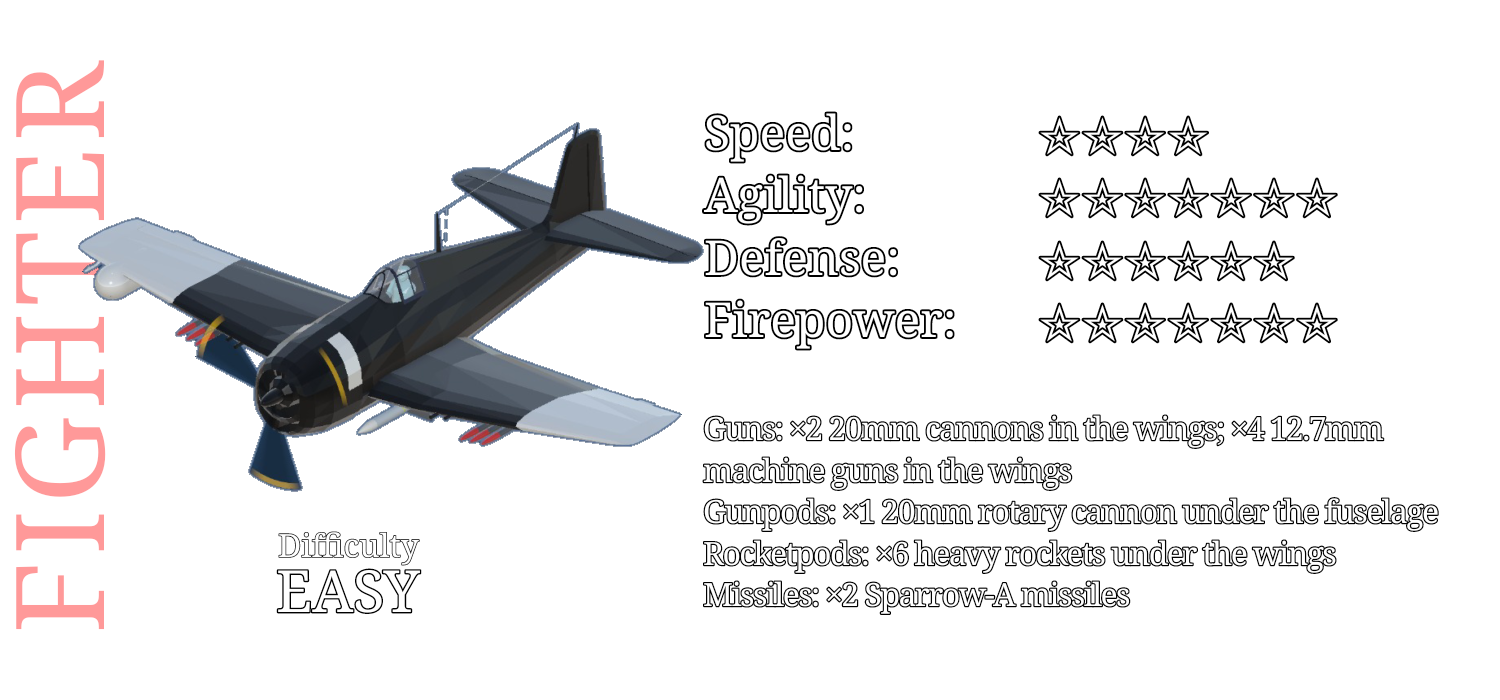 FIGHTER
Speed: ☆☆☆☆
Agility: ☆☆☆☆☆☆☆
Defense: ☆☆☆☆☆☆
Firepower: ☆☆☆☆☆☆☆
Guns: ×2 20mm cannons in the wings; ×4 12.7mm
machine guns in the wings
Gunpods: ×1 20mm rotary cannon under the fuselage
Rocketpods: ×6 heavy rockets under the wings
Missiles: ×2 Sparrow-A missiles
Difficulty
EASY